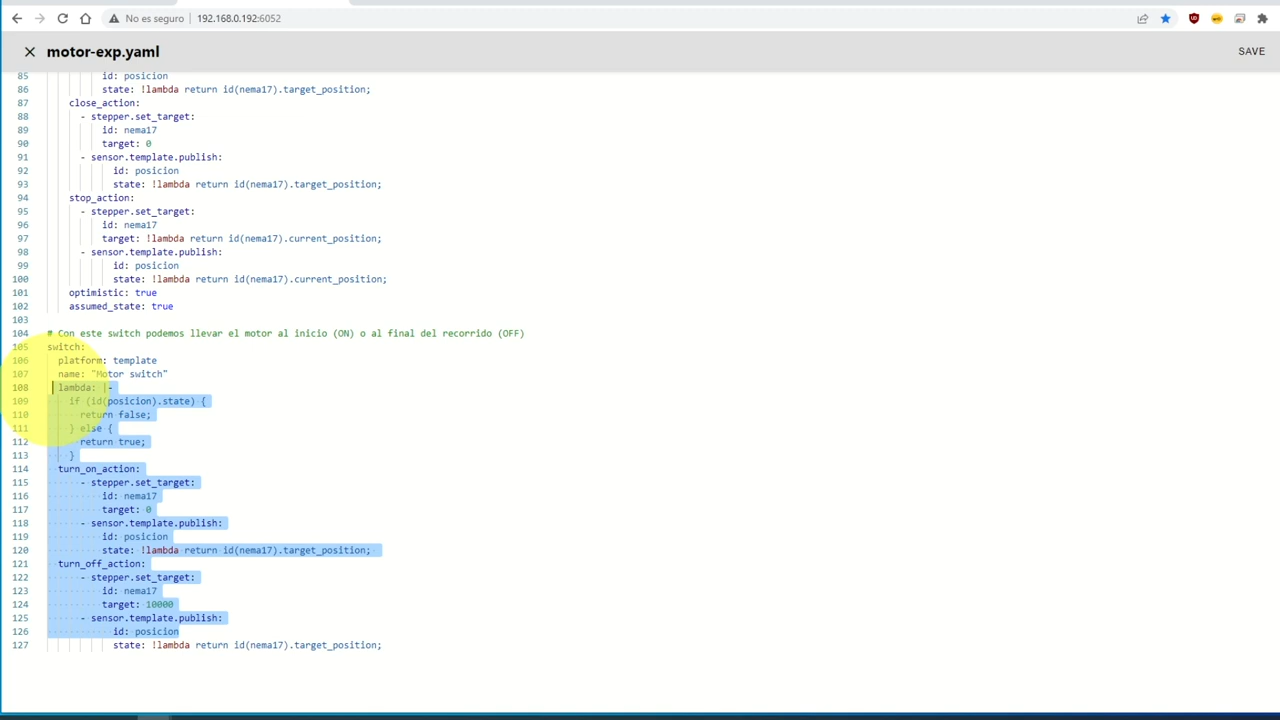 No es seguro
192.168.0.192:6052
motor-exp.yaml
SAVE
85 id: posicion
86 state: !lambda return id(nema17).target_position;
87 close_action:
88 - stepper.set_target:
89 id: nema17
90 target: 0
91 - sensor.template.publish:
92 id: posicion
93 state: !lambda return id(nema17).target_position;
94 stop_action:
95 - stepper.set_target:
96 id: nema17
97 target: !lambda return id(nema17).current_position;
98 - sensor.template.publish:
99 id: posicion
100 state: !lambda return id(nema17).current_position;
101 optimistic: true
102 assumed_state: true
103
104 # Con este switch podemos llevar el motor al inicio (ON) o al final del recorrido (OFF)
105 switch:
106 platform: template
107 name: "Motor switch"
108 lambda: |-
109 if (id(posicion).state) {
110 return false;
111 } else {
112 return true;
113 }
114 turn_on_action:
115 - stepper.set_target:
116 id: nema17
117 target: 0
118 - sensor.template.publish:
119 id: posicion
120 state: !lambda return id(nema17).target_position;
121 turn_off_action:
122 - stepper.set_target:
123 id: nema17
124 target: 10000
125 - sensor.template.publish:
126 id: posicion
127 state: !lambda return id(nema17).target_position;